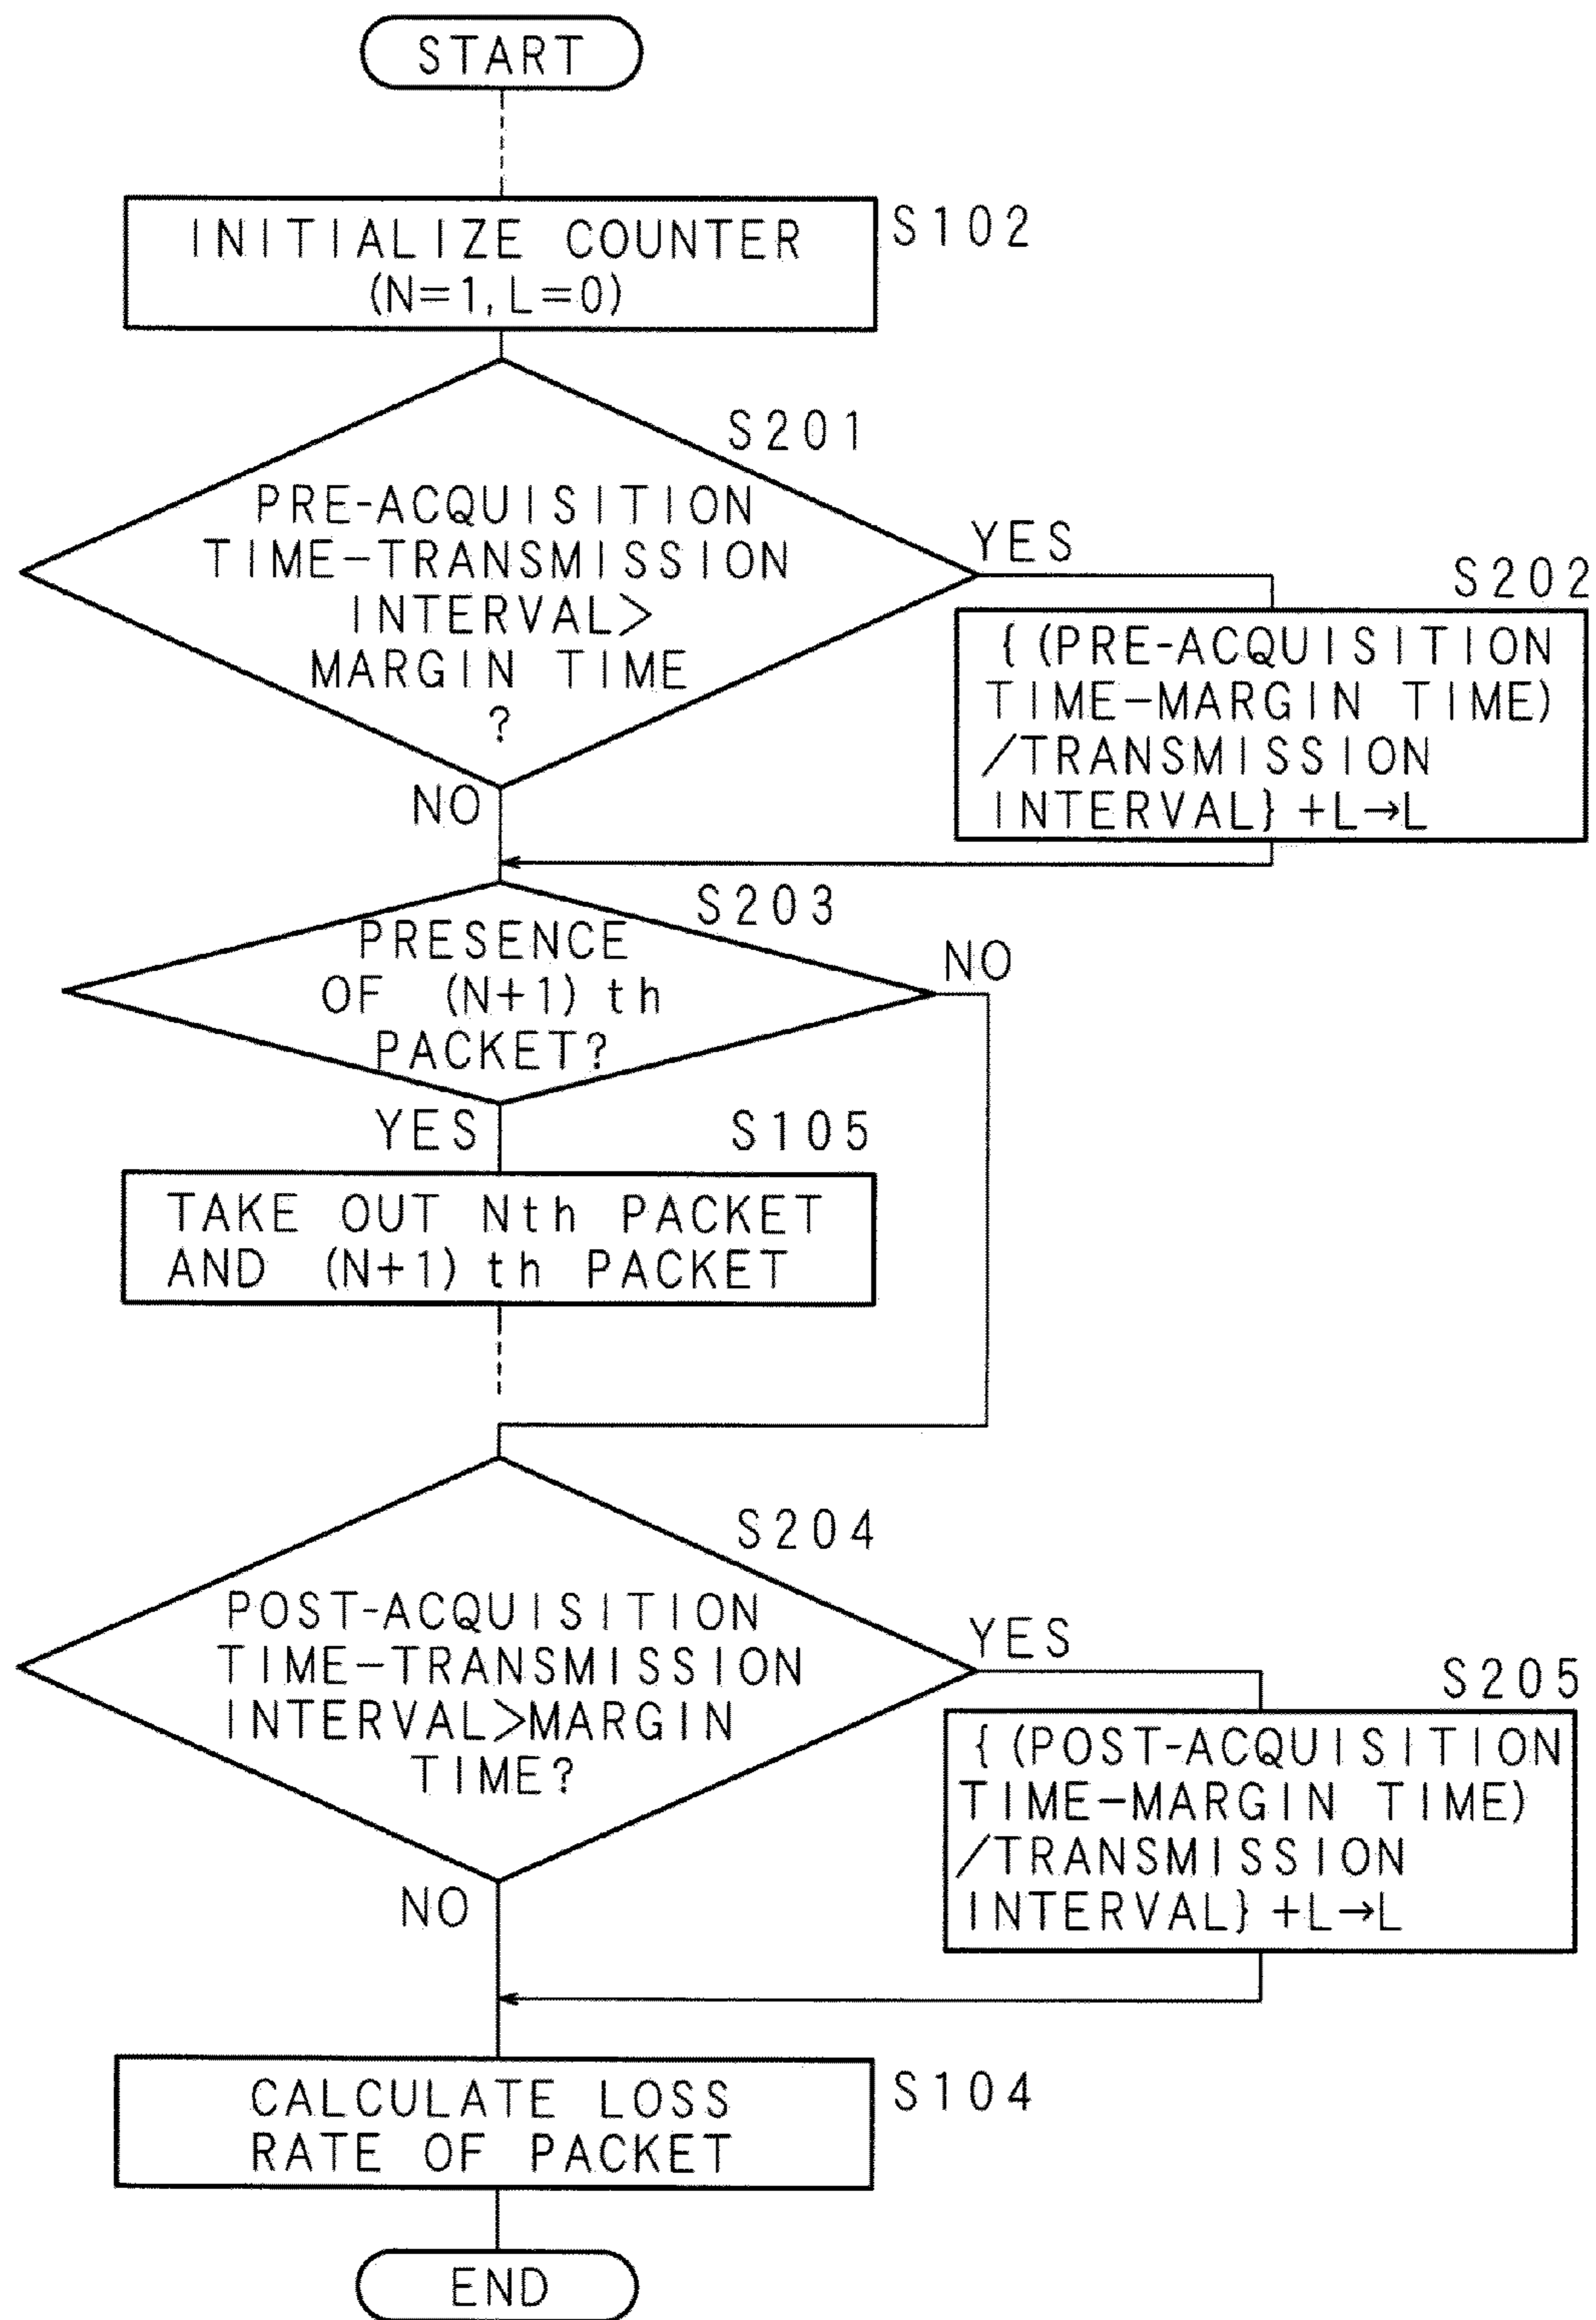 START
INITIALIZE COUNTER
(N=1, L=0)
S102
S201
PRE-ACQUISITION
TIME-TRANSMISSION
INTERVAL>
MARGIN TIME
?
YES
NO
S202
{(PRE-ACQUISITION
TIME-MARGIN TIME)
/TRANSMISSION
INTERVAL}+L→L
S203
PRESENCE
OF (N+1)th
PACKET?
NO
YES
S105
TAKE OUT Nth PACKET
AND (N+1)th PACKET
S204
POST-ACQUISITION
TIME-TRANSMISSION
INTERVAL>MARGIN
TIME?
YES
NO
S205
{(POST-ACQUISITION
TIME-MARGIN TIME)
/TRANSMISSION
INTERVAL}+L→L
CALCULATE LOSS
RATE OF PACKET
S104
END